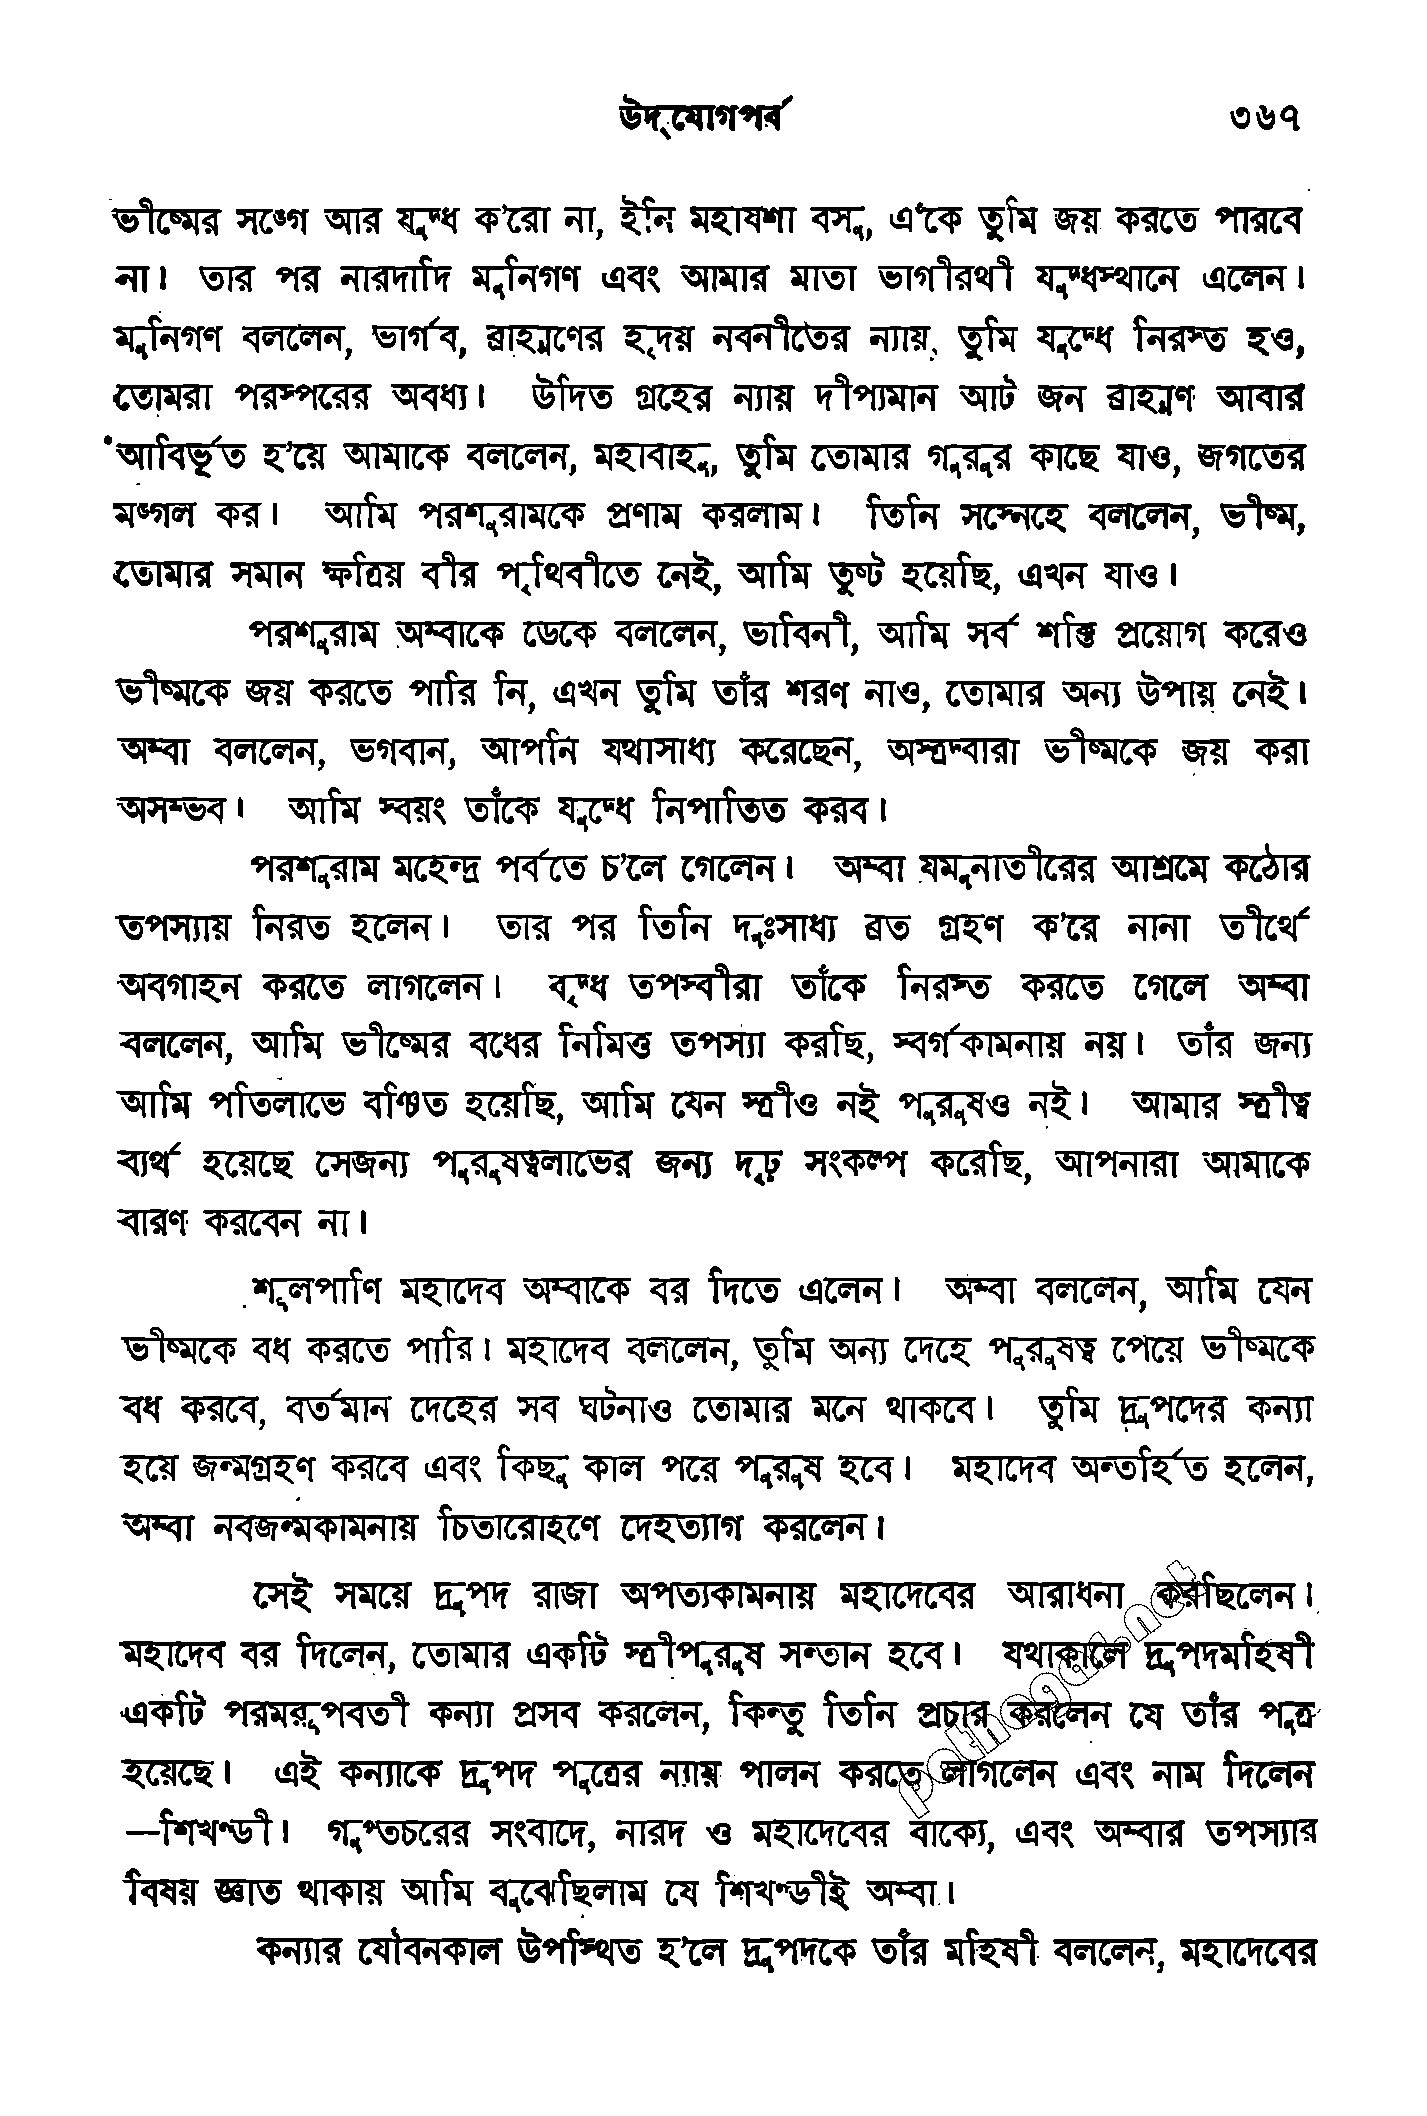 উদ্‌যোগপর্ব ৩৬৭
ভীষ্মের সঙ্গে আর যুদ্ধ ক'রো না, ইনি মহাযশা বসু, এঁকে তুমি জয় করতে পারবে
না। তার পর নারদাদি মুনিগণ এবং আমার মাতা ভাগীরথী যুদ্ধস্থানে এলেন।
মুনিগণ বললেন, ভার্গব, ব্রাহ্মণের হৃদয় নবনীতের ন্যায়, তুমি যুদ্ধে নিরস্ত হও,
তোমরা পরস্পরের অবধ্য। উদিত গ্রহের ন্যায় দীপ্যমান আট জন ব্রাহ্মণ আবার
আবির্ভূত হ'য়ে আমাকে বললেন, মহাবাহু, তুমি তোমার গুরুর কাছে যাও, জগতের
মঙ্গল কর। আমি পরশুরামকে প্রণাম করলাম। তিনি সস্নেহে বললেন, ভীষ্ম,
তোমার সমান ক্ষত্রিয় বীর পৃথিবীতে নেই, আমি তুষ্ট হয়েছি, এখন যাও।
পরশুরাম অম্বাকে ডেকে বললেন, ভাবিনী, আমি সর্ব শক্তি প্রয়োগ করেও
ভীষ্মকে জয় করতে পারি নি, এখন তুমি তাঁর শরণ নাও, তোমার অন্য উপায় নেই।
অম্বা বললেন, ভগবান, আপনি যথাসাধ্য করেছেন, অস্ত্রদ্বারা ভীষ্মকে জয় করা
অসম্ভব। আমি স্বয়ং তাঁকে যুদ্ধে নিপাতিত করব।
পরশুরাম মহেন্দ্র পর্বতে চ'লে গেলেন। অম্বা যমুনাতীরের আশ্রমে কঠোর
তপস্যায় নিরত হলেন। তার পর তিনি দুঃসাধ্য ব্রত গ্রহণ ক'রে নানা তীর্থে
অবগাহন করতে লাগলেন। বৃদ্ধ তপস্বীরা তাঁকে নিরস্ত করতে গেলে অম্বা
বললেন, আমি ভীষ্মের বধের নিমিত্ত তপস্যা করছি, স্বর্গকামনায় নয়। তাঁর জন্য
আমি পতিলাভে বঞ্চিত হয়েছি, আমি যেন স্ত্রীও নই পুরুষও নই। আমার স্ত্রীত্ব
ব্যর্থ হয়েছে সেজন্য পুরুষত্বলাভের জন্য দৃঢ় সংকল্প করেছি, আপনারা আমাকে
বারণ করবেন না।
শূলপাণি মহাদেব অম্বাকে বর দিতে এলেন। অম্বা বললেন, আমি যেন
ভীষ্মকে বধ করতে পারি। মহাদেব বললেন, তুমি অন্য দেহে পুরুষত্ব পেয়ে ভীষ্মকে
বধ করবে, বর্তমান দেহের সব ঘটনাও তোমার মনে থাকবে। তুমি দ্রুপদের কন্যা
হয়ে জন্মগ্রহণ করবে এবং কিছু কাল পরে পুরুষ হবে। মহাদেব অন্তর্হিত হলেন,
অম্বা নবজন্মকামনায় চিতারোহণে দেহত্যাগ করলেন।
সেই সময়ে দ্রুপদ রাজা অপত্যকামনায় মহাদেবের আরাধনা করছিলেন।
মহাদেব বর দিলেন, তোমার একটি স্ত্রীপুরুষ সন্তান হবে। যথাকালে দ্রুপদমহিষী
একটি পরমরূপবতী কন্যা প্রসব করলেন, কিন্তু তিনি প্রচার করলেন যে তাঁর পুত্র
হয়েছে। এই কন্যাকে দ্রুপদ পুত্রের ন্যায় পালন করতে লাগলেন এবং নাম দিলেন
—শিখণ্ডী। গুপ্তচরের সংবাদে, নারদ ও মহাদেবের বাক্যে, এবং অম্বার তপস্যার
বিষয় জ্ঞাত থাকায় আমি বুঝেছিলাম যে শিখণ্ডীই অম্বা।
কন্যার যৌবনকাল উপস্থিত হ'লে দ্রুপদকে তাঁর মহিষী বললেন, মহাদেবের
pathagar.net